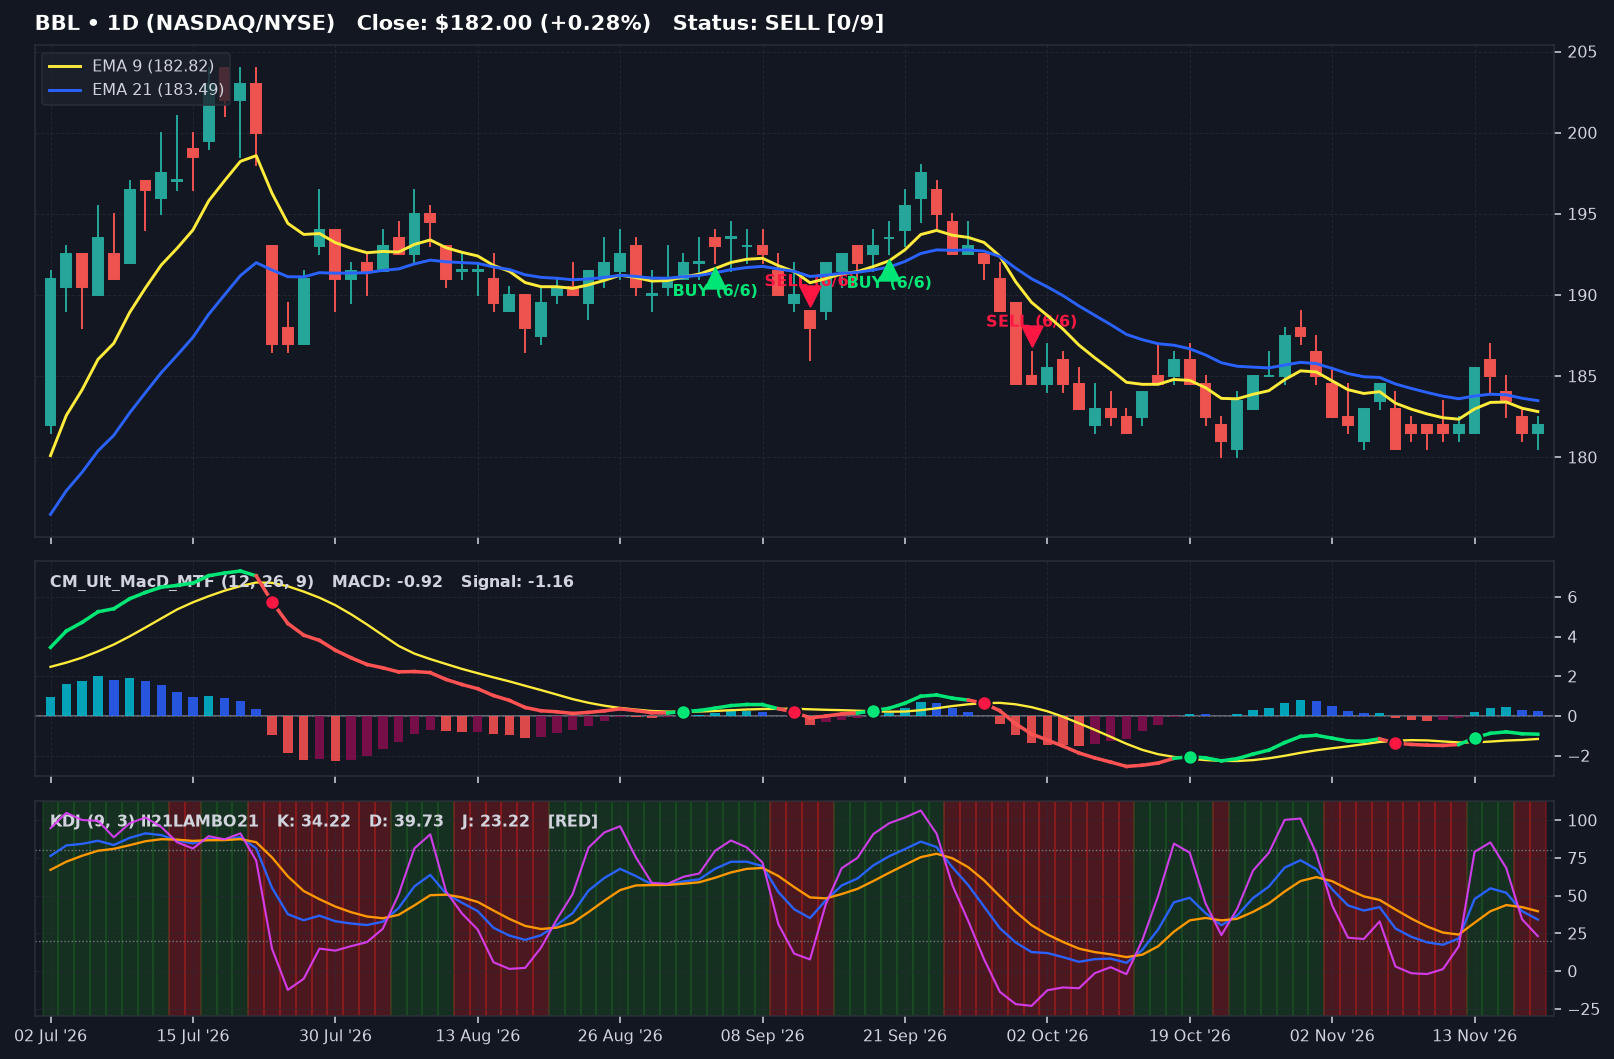 BBL • 1D (NASDAQ/NYSE)   Close: $182.00 (+0.28%)   Status: SELL [0/9]
EMA 9 (182.82)
EMA 21 (183.49)
205
200
195
190
185
180
BUY (6/6)
SELL (6/6)
BUY (6/6)
SELL (6/6)
CM_Ult_MacD_MTF (12, 26, 9)   MACD: -0.92   Signal: -1.16
6
4
2
0
−2
KDJ (9, 3) II21LAMBO21   K: 34.22   D: 39.73   J: 23.22   [RED]
100
75
50
25
0
−25
02 Jul '26
15 Jul '26
30 Jul '26
13 Aug '26
26 Aug '26
08 Sep '26
21 Sep '26
02 Oct '26
19 Oct '26
02 Nov '26
13 Nov '26